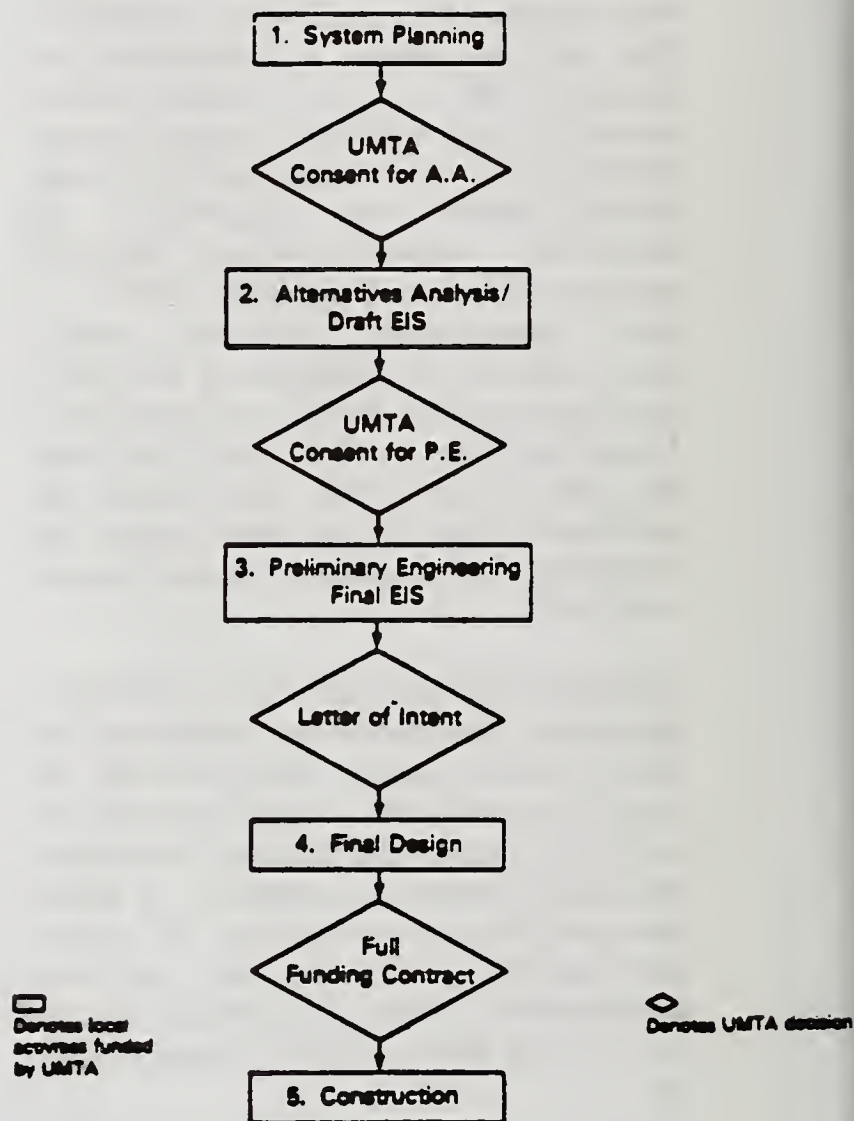 1. System Planning
UMTA
Consent for A.A.
2. Alternatives Analysis/
Draft EIS
UMTA
Consent for P.E.
3. Preliminary Engineering
Final EIS
Letter of Intent
4. Final Design
Full
Funding Contract
Denotes local
activities funded
by UMTA
Denotes UMTA decision
5. Construction